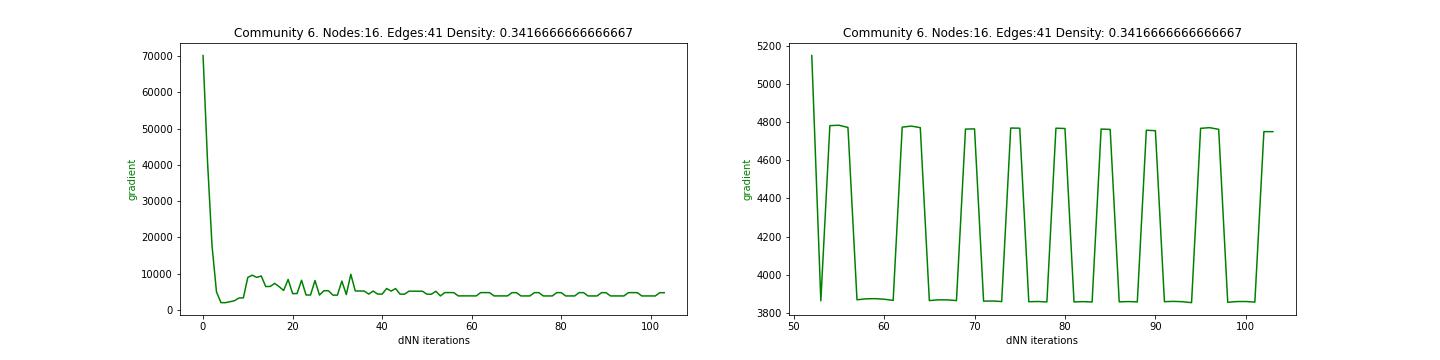 Community 6. Nodes:16. Edges:41 Density: 0.3416666666666667
70000
60000
50000
40000
30000
20000
10000
0
gradient
0 20 40 60 80 100
dNN iterations
Community 6. Nodes:16. Edges:41 Density: 0.3416666666666667
5200
5000
4800
4600
4400
4200
4000
3800
gradient
50 60 70 80 90 100
dNN iterations